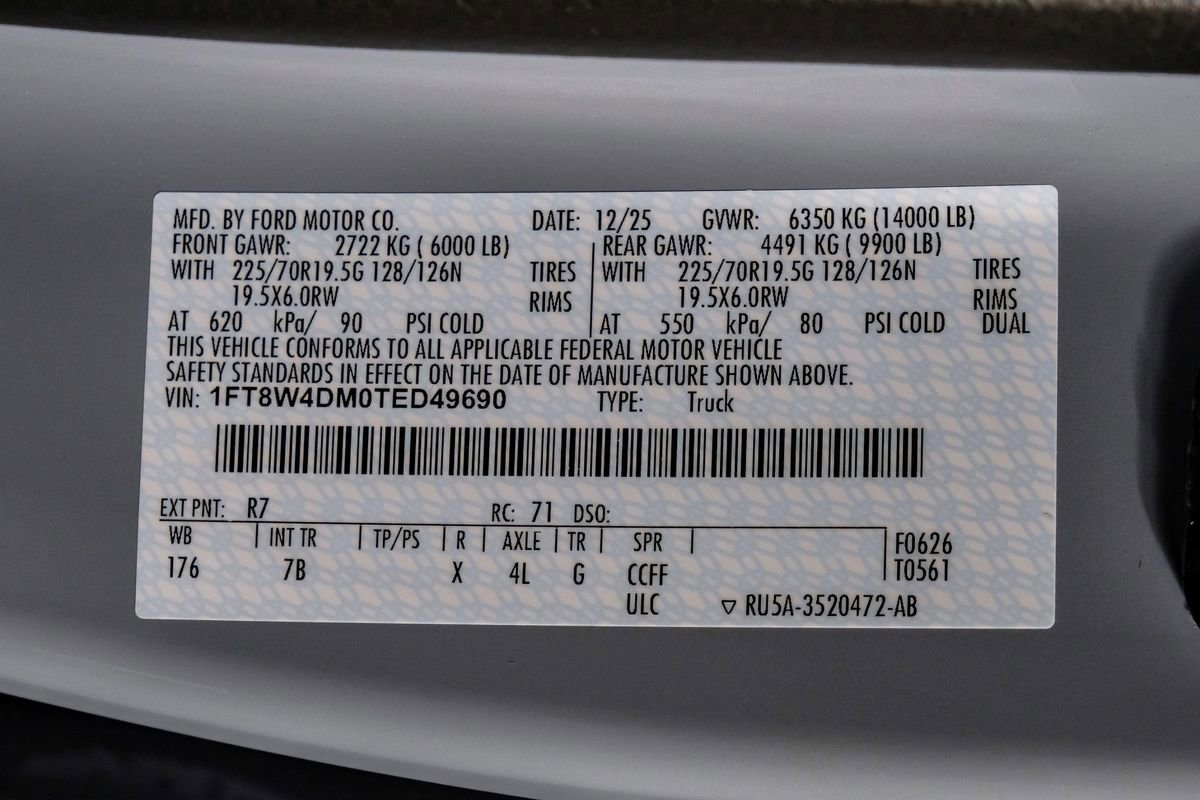 MFD. BY FORD MOTOR CO. DATE: 12/25 GVWR: 6350 KG (14000 LB)
FRONT GAWR: 2722 KG ( 6000 LB) REAR GAWR: 4491 KG ( 9900 LB)
WITH 225/70R19.5G 128/126N TIRES WITH 225/70R19.5G 128/126N TIRES
19.5X6.0RW RIMS 19.5X6.0RW RIMS
AT 620 kPa/ 90 PSI COLD AT 550 kPa/ 80 PSI COLD DUAL
THIS VEHICLE CONFORMS TO ALL APPLICABLE FEDERAL MOTOR VEHICLE
SAFETY STANDARDS IN EFFECT ON THE DATE OF MANUFACTURE SHOWN ABOVE.
VIN: 1FT8W4DM0TED49690 TYPE: Truck
EXT PNT: R7 RC: 71 DSO:
WB INT TR TP/PS R AXLE TR SPR F0626
176 7B X 4L G CCFF T0561
ULC ▽ RU5A-3520472-AB